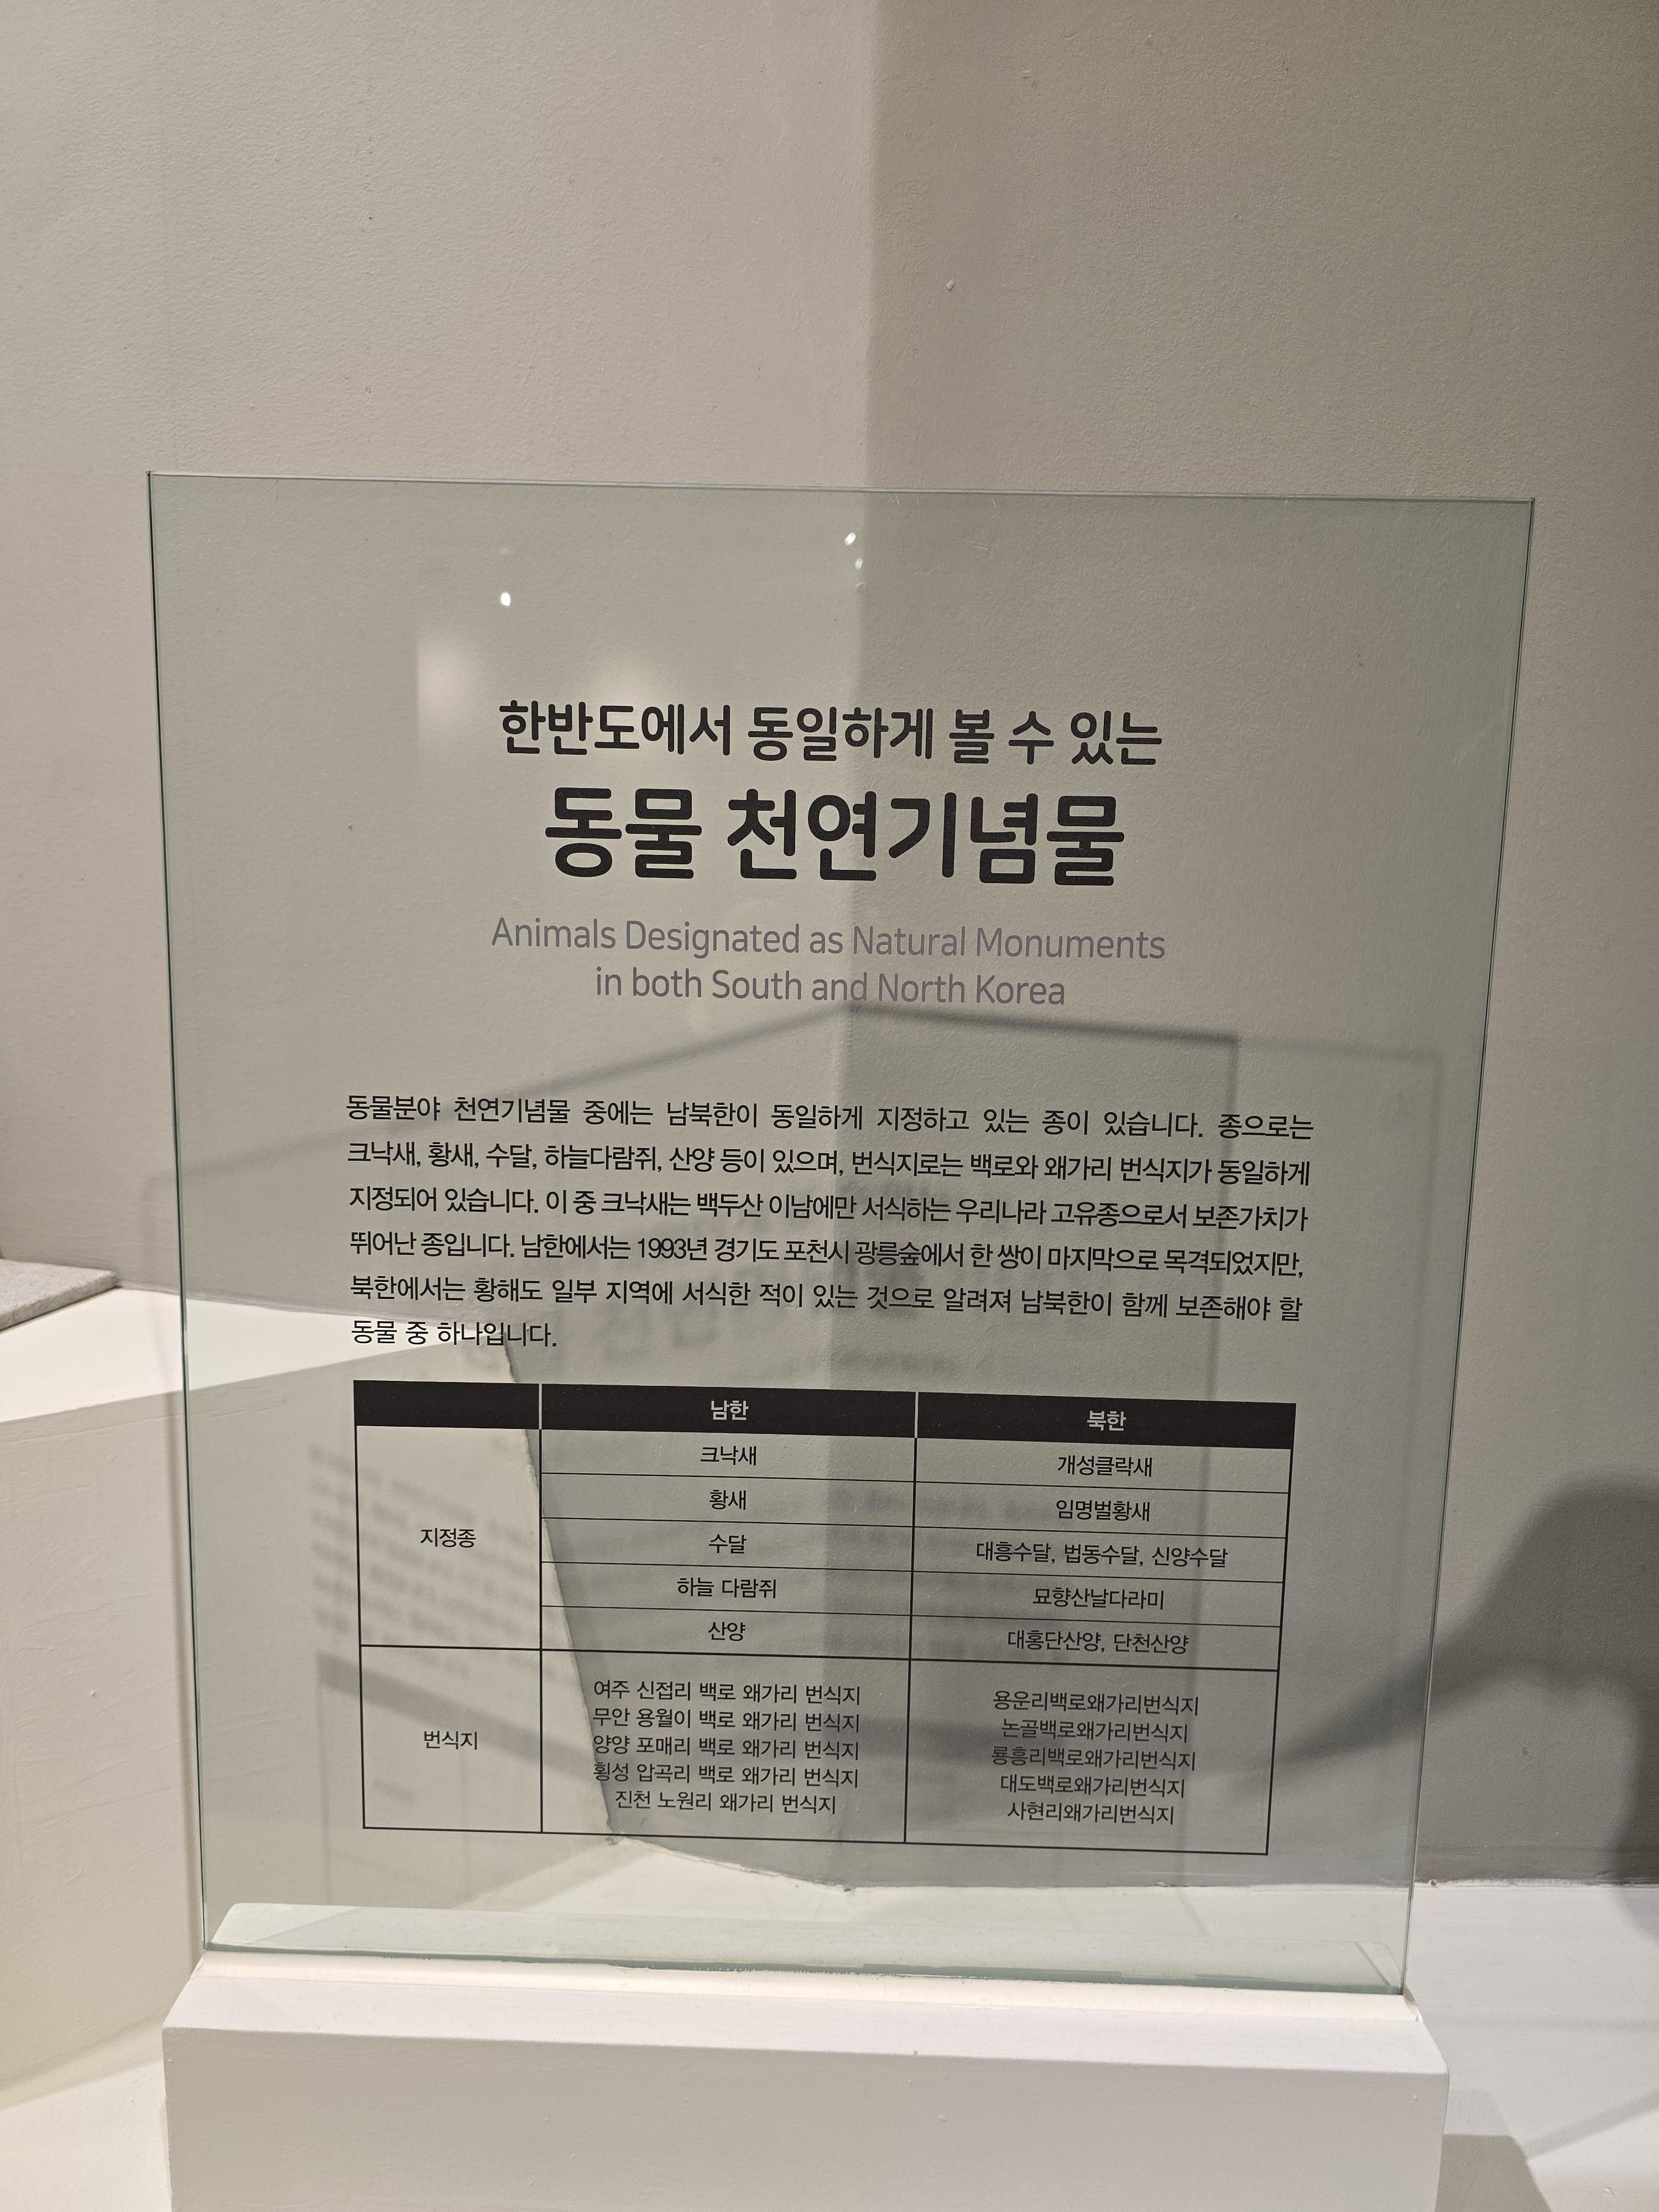 한반도에서 동일하게 볼 수 있는
동물 천연기념물
Animals Designated as Natural Monuments
in both South and North Korea
동물분야 천연기념물 중에는 남북한이 동일하게 지정하고 있는 종이 있습니다. 종으로는
크낙새, 황새, 수달, 하늘다람쥐, 산양 등이 있으며, 번식지로는 백로와 왜가리 번식지가 동일하게
지정되어 있습니다. 이 중 크낙새는 백두산 이남에만 서식하는 우리나라 고유종으로서 보존가치가
뛰어난 종입니다. 남한에서는 1993년 경기도 포천시 광릉숲에서 한 쌍이 마지막으로 목격되었지만,
북한에서는 황해도 일부 지역에 서식한 적이 있는 것으로 알려져 남북한이 함께 보존해야 할
동물 중 하나입니다.
남한 북한
지정종
크낙새 개성클락새
황새 임명벌황새
수달 대흥수달, 법동수달, 신양수달
하늘 다람쥐 묘향산날다라미
산양 대홍단산양, 단천산양
번식지
여주 신접리 백로 왜가리 번식지
무안 용월이 백로 왜가리 번식지
양양 포매리 백로 왜가리 번식지
횡성 압곡리 백로 왜가리 번식지
진천 노원리 왜가리 번식지
용운리백로왜가리번식지
논골백로왜가리번식지
룡흥리백로왜가리번식지
대도백로왜가리번식지
사현리왜가리번식지